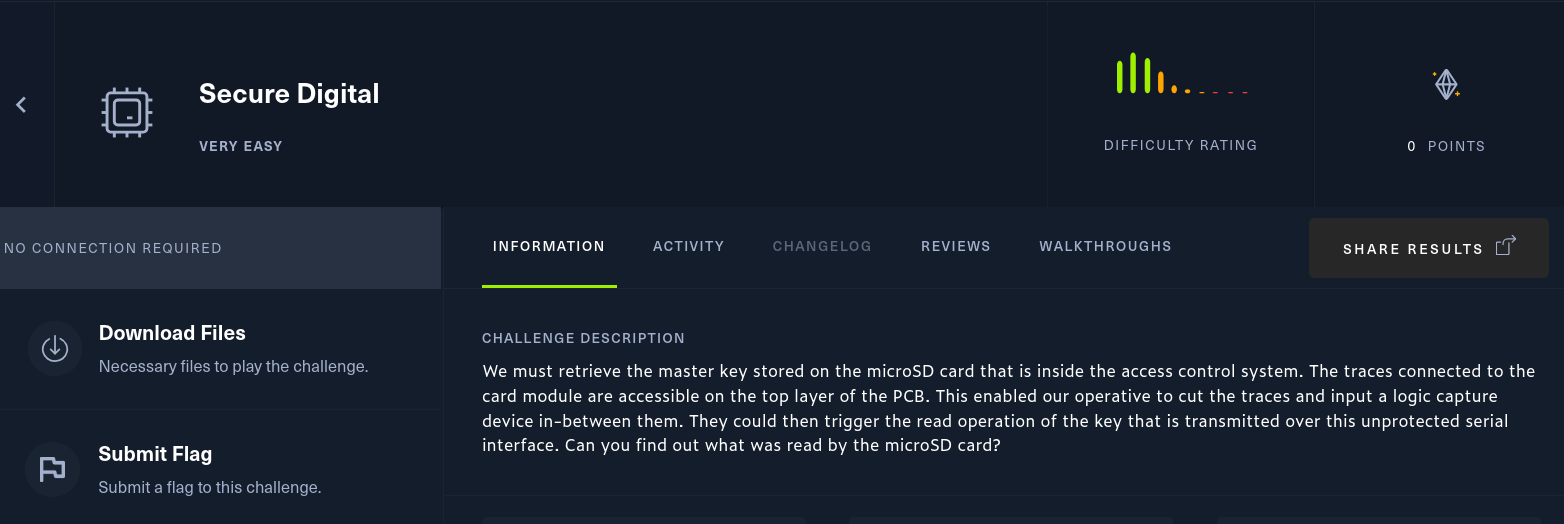 Secure Digital
VERY EASY
DIFFICULTY RATING
0 POINTS
NO CONNECTION REQUIRED
INFORMATION
ACTIVITY
CHANGELOG
REVIEWS
WALKTHROUGHS
SHARE RESULTS
Download Files
Necessary files to play the challenge.
Submit Flag
Submit a flag to this challenge.
CHALLENGE DESCRIPTION
We must retrieve the master key stored on the microSD card that is inside the access control system. The traces connected to the
card module are accessible on the top layer of the PCB. This enabled our operative to cut the traces and input a logic capture
device in-between them. They could then trigger the read operation of the key that is transmitted over this unprotected serial
interface. Can you find out what was read by the microSD card?